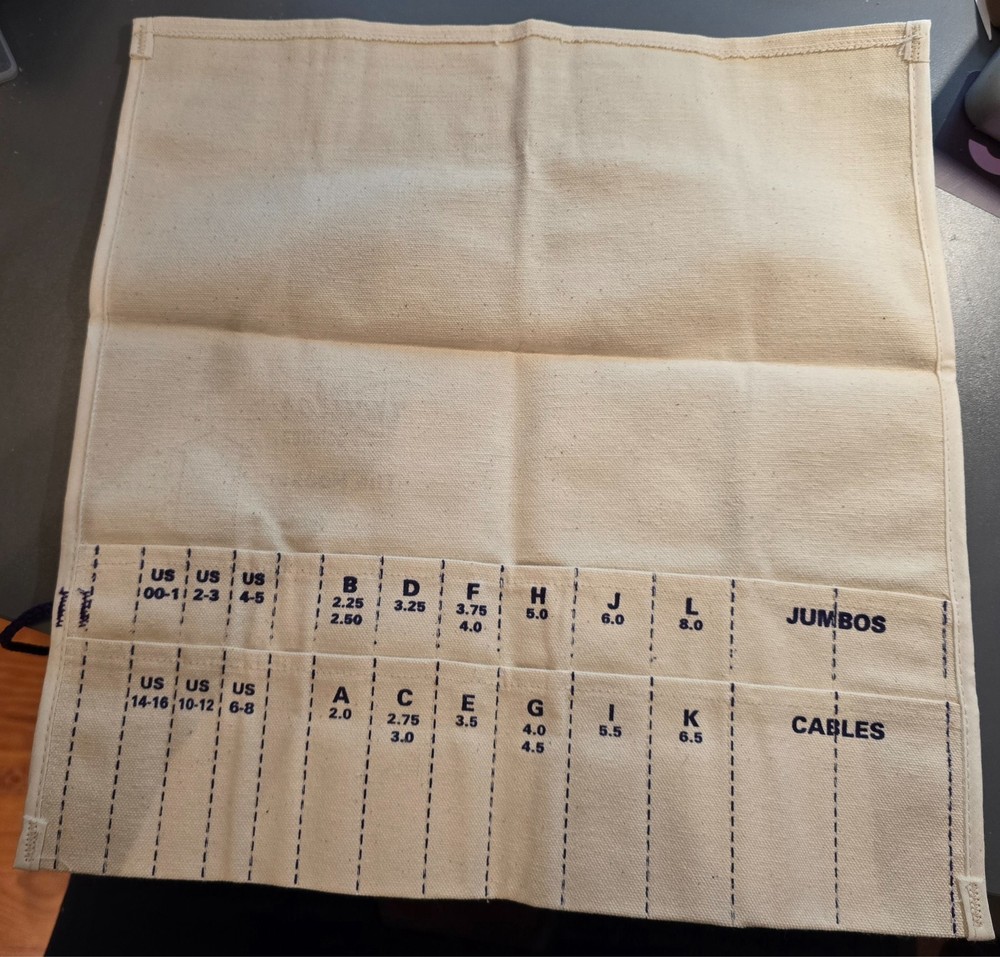 US US US B D F H J L JUMBOS
00-1 2-3 4-5 2.25 3.25 3.75 5.0 6.0 8.0
2.50 4.0
US US US A C E G I K CABLES
14-16 10-12 6-8 2.0 2.75 3.5 4.0 5.5 6.5
3.0 4.5